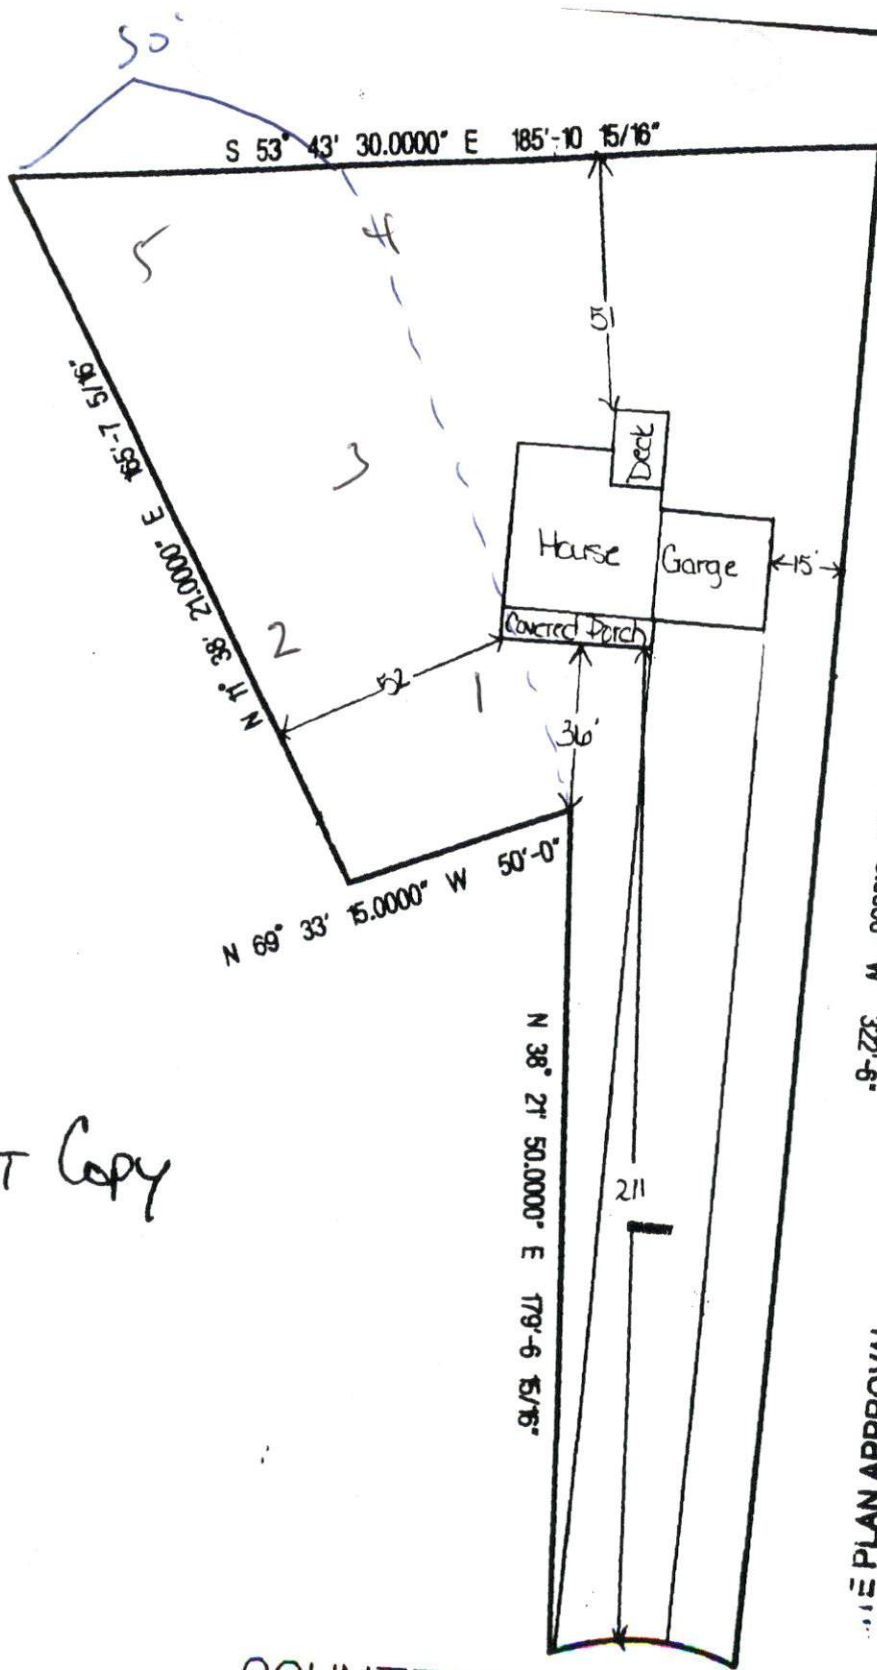 50'
S 53° 43' 30.0000" E 185'-10 15/16"
5
4
51
N 11° 38' 21.0000" E 165'-7 5/16"
3
Deck
House
Garge
15'
Covered Porch
2
52
1
36'
N 69° 33' 15.0000" W 50'-0"
W 322'-6"
N 38° 21' 50.0000" E 179'-6 15/16"
Copy
211
PLAN APPROVAL